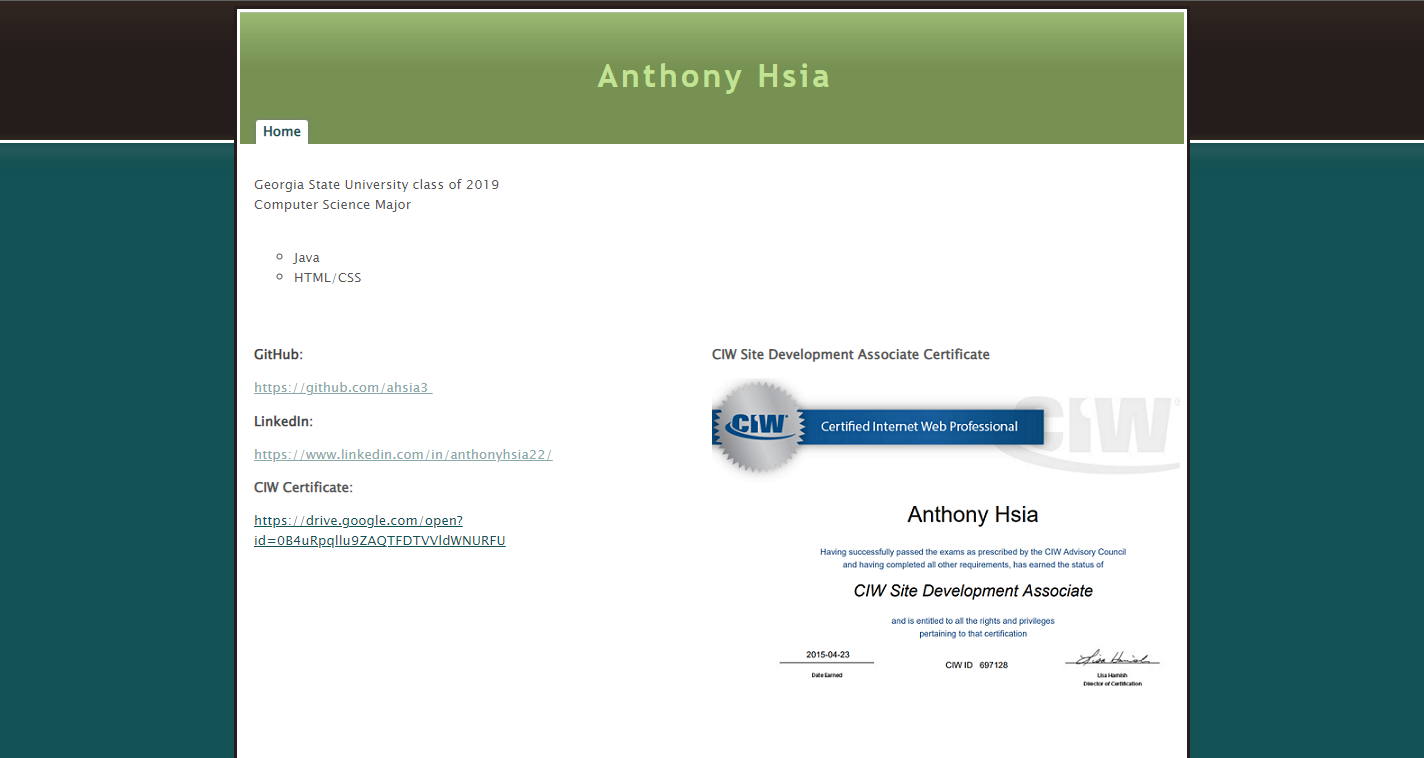 Anthony Hsia
Home
Georgia State University class of 2019
Computer Science Major
Java
HTML/CSS
GitHub:
https://github.com/ahsia3
LinkedIn:
https://www.linkedin.com/in/anthonyhsia22/
CIW Certificate:
https://drive.google.com/open?
id=0B4uRpqllu9ZAQTFDTVVldWNURFU
CIW Site Development Associate Certificate
CIW
Certified Internet Web Professional
CIW
Anthony Hsia
Having successfully passed the exams as prescribed by the CIW Advisory Council
and having completed all other requirements, has earned the status of
CIW Site Development Associate
and is entitled to all the rights and privileges
pertaining to that certification
2015-04-23
Date Earned
CIW ID 697128
Lisa Hamish
Director of Certification